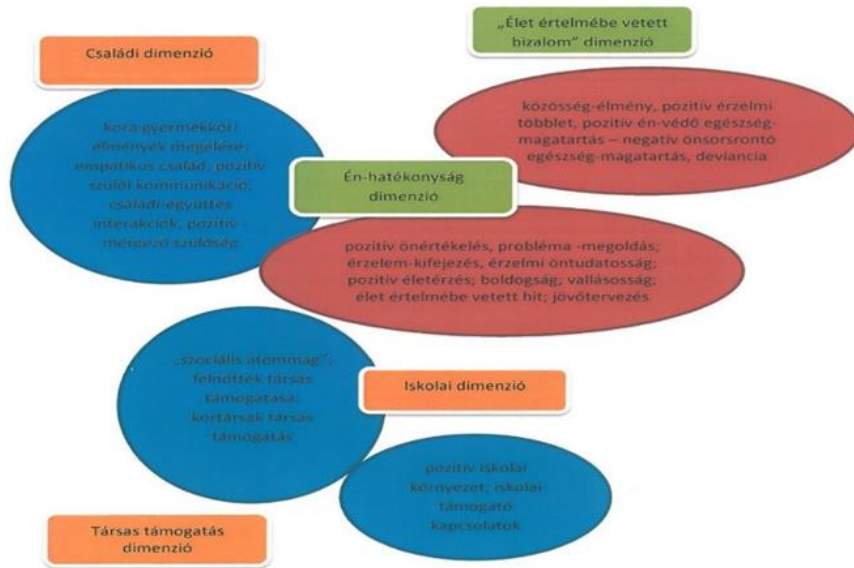 Családi dimenzió
kora gyermekkori
élmények megélése;
empatikus család, pozitív
szülői kommunikáció,
családi együttes
interakciók, pozitív -
mérgező szülőség
„Élet értelmébe vetett
bizalom” dimenzió
közösség-élmény, pozitív érzelmi
többlet, pozitív én-védő egészség-
magatartás – negatív önsorsrontó
egészség-magatartás, deviancia
Én-hatékonyság
dimenzió
pozitív önértékelés, probléma -megoldás;
érzelem-kifejezés, érzelmi öntudatosság;
pozitív életérzés; boldogság; vallásosság;
élet értelmébe vetett hit; jövőtervezés
„szociális atommag”;
felnőttek társas
támogatása;
kortársak társas
támogatás
Iskolai dimenzió
pozitív iskolai
környezet; iskolai
támogató
kapcsolatok
Társas támogatás
dimenzió